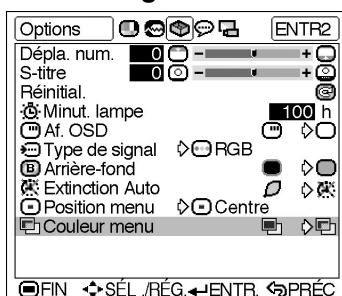 Options ENTR2
Dépla. num. 0 - +
S-titre 0 - +
Réinitial.
Minut. lampe 100 h
Af. OSD
Type de signal RGB
B Arrière-fond
Extinction Auto
Position menu Centre
Couleur menu
FIN SÉL./RÉG. ENTR. PRÉC